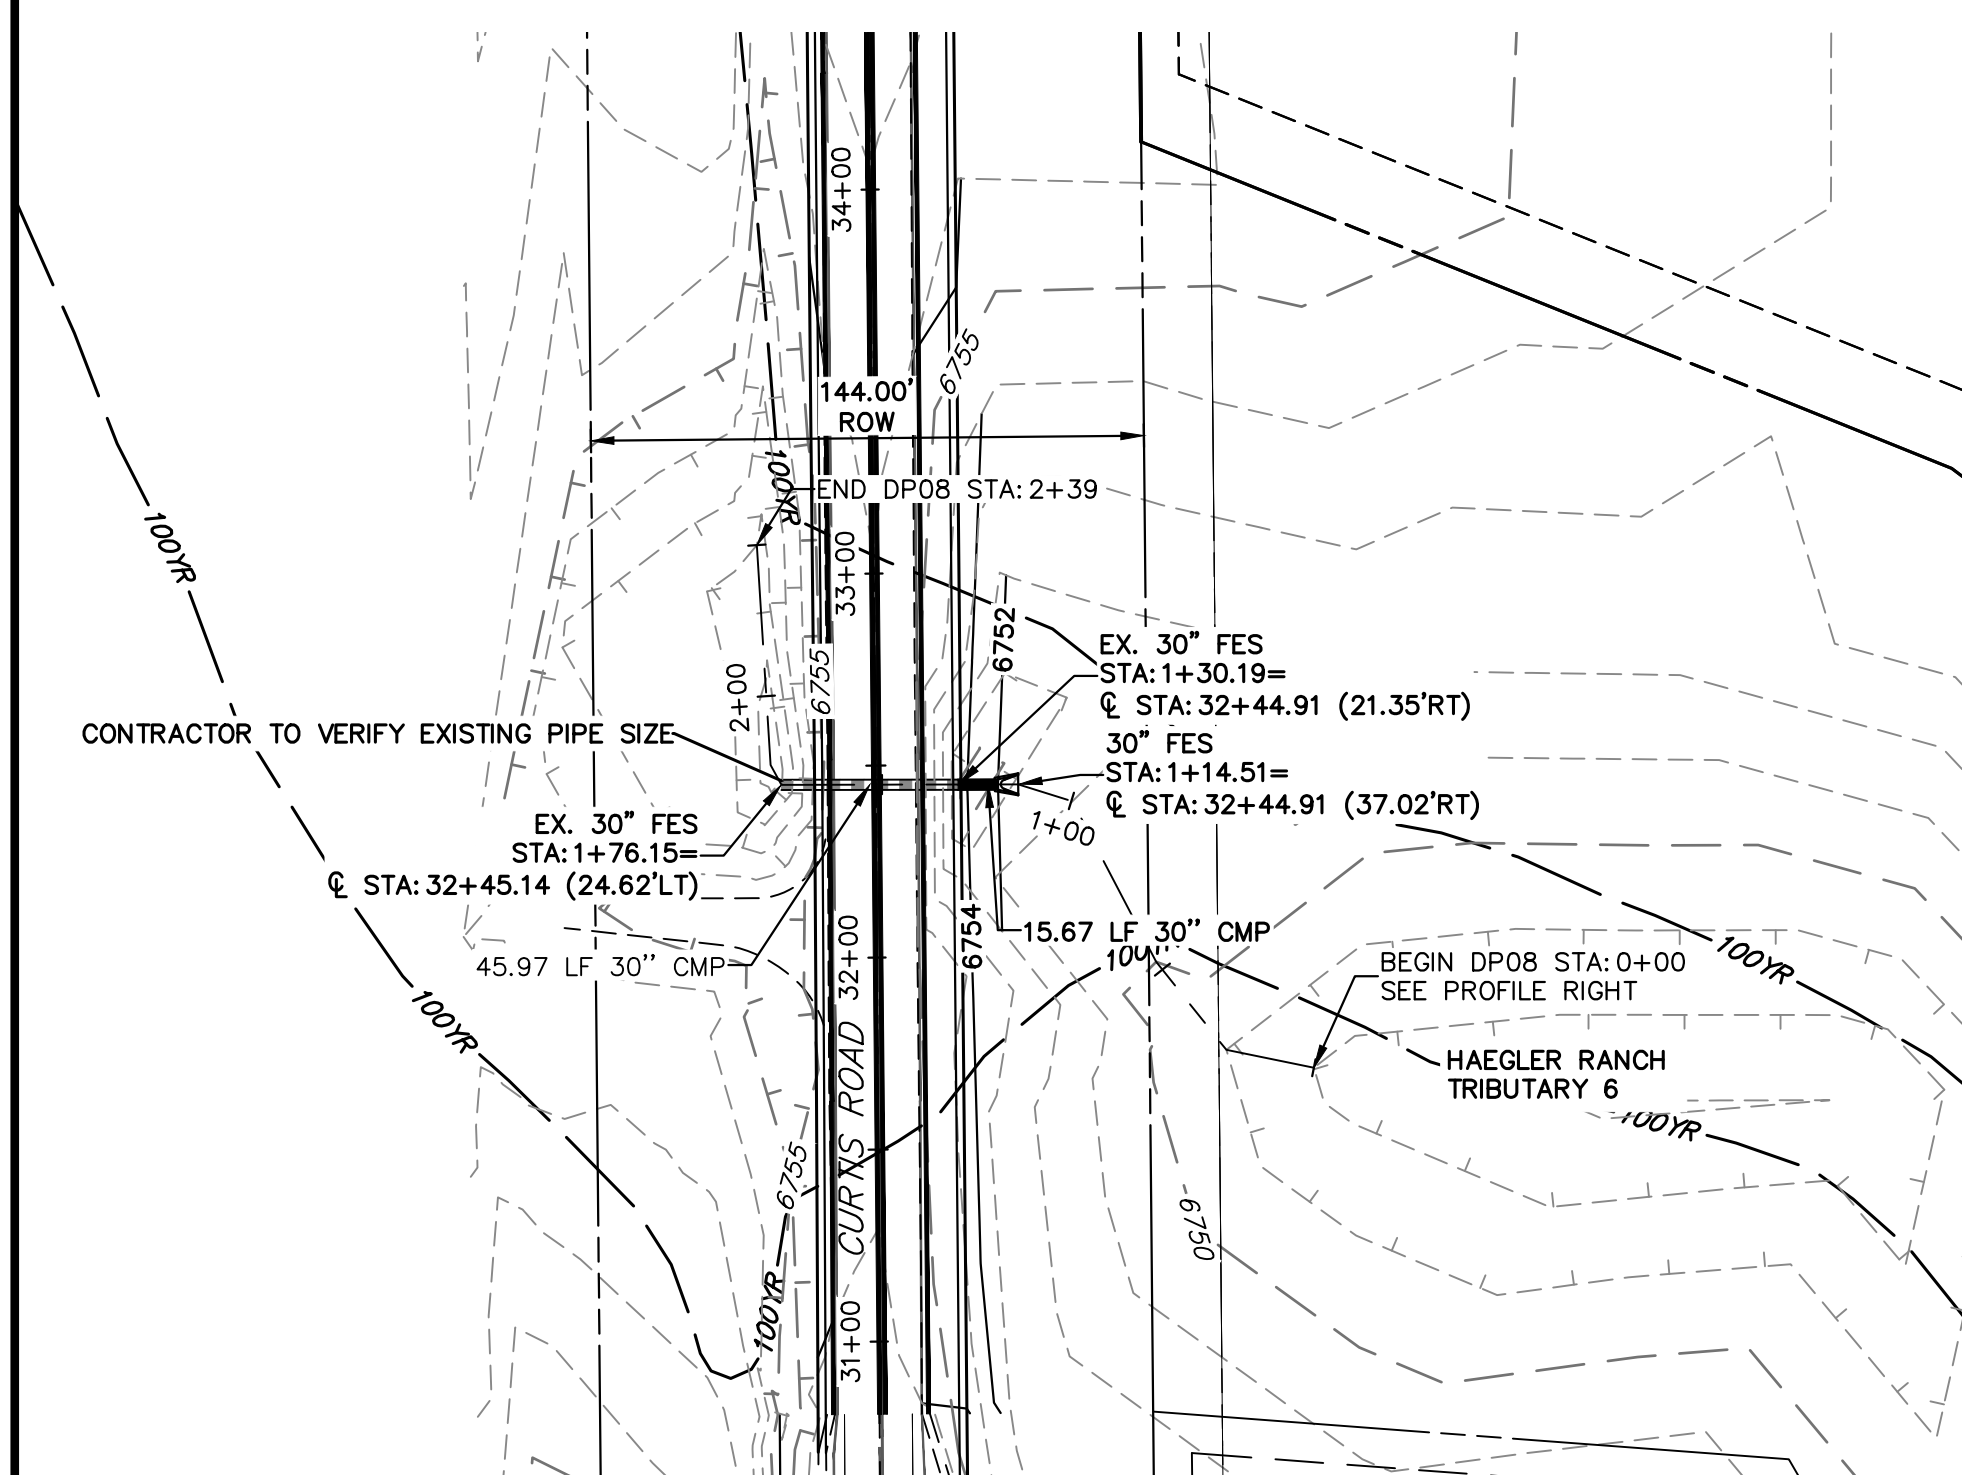 34+00
6755
144.00'
ROW
100YR
END DP08 STA: 2+39
100YR
33+00
6752
EX. 30” FES
STA: 1+30.19=
℄ STA: 32+44.91 (21.35'RT)
6755
2+00
CONTRACTOR TO VERIFY EXISTING PIPE SIZE
30” FES
STA: 1+14.51=
℄ STA: 32+44.91 (37.02'RT)
EX. 30” FES
STA: 1+76.15=
℄ STA: 32+45.14 (24.62'LT)
1+00
6754
15.67 LF 30'' CMP
32+00
45.97 LF 30'' CMP
100YR
BEGIN DP08 STA: 0+00
SEE PROFILE RIGHT
100YR
HAEGLER RANCH
TRIBUTARY 6
100YR
CURTIS ROAD
6755
6750
100YR
31+00